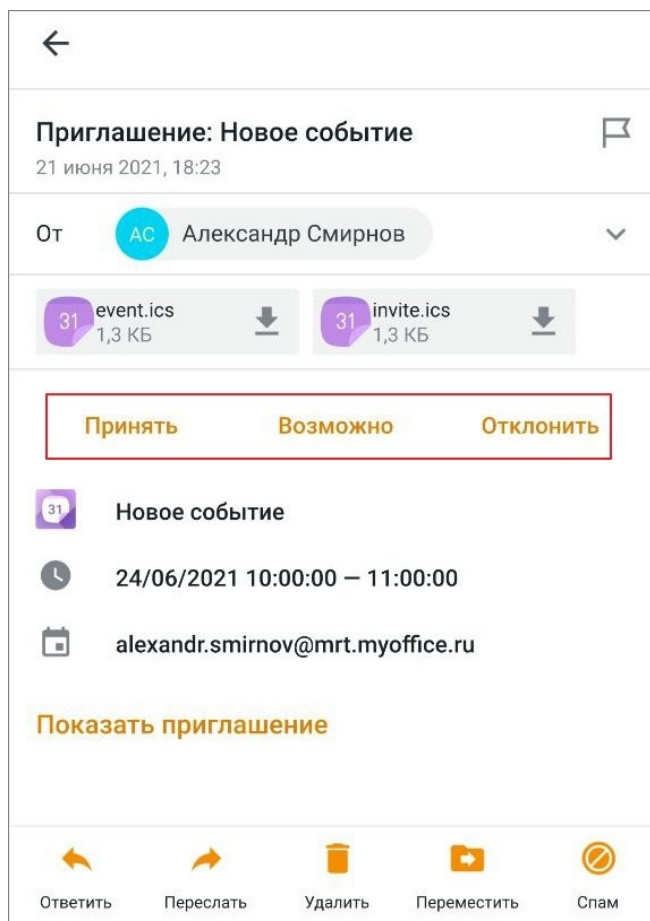 Приглашение: Новое событие
21 июня 2021, 18:23
От АС Александр Смирнов
31 event.ics 31 invite.ics
1,3 КБ 1,3 КБ
Принять Возможно Отклонить
31 Новое событие
24/06/2021 10:00:00 — 11:00:00
alexandr.smirnov@mrt.myoffice.ru
Показать приглашение
Ответить Переслать Удалить Переместить Спам